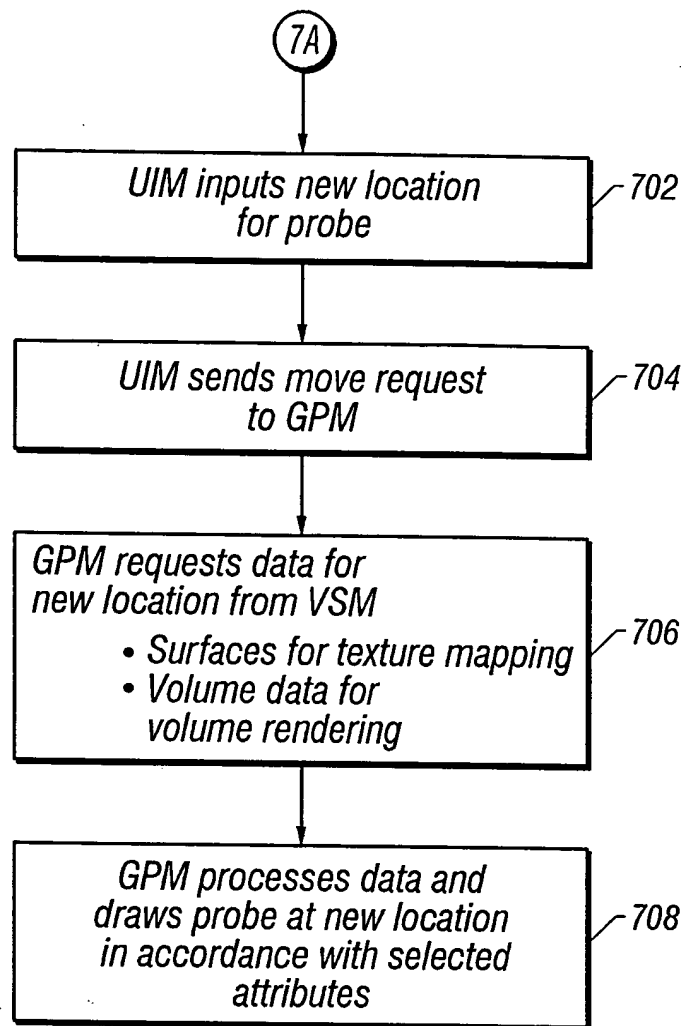 7A
UIM inputs new location
for probe
702
UIM sends move request
to GPM
704
GPM requests data for
new location from VSM
• Surfaces for texture mapping
• Volume data for
volume rendering
706
GPM processes data and
draws probe at new location
in accordance with selected
attributes
708